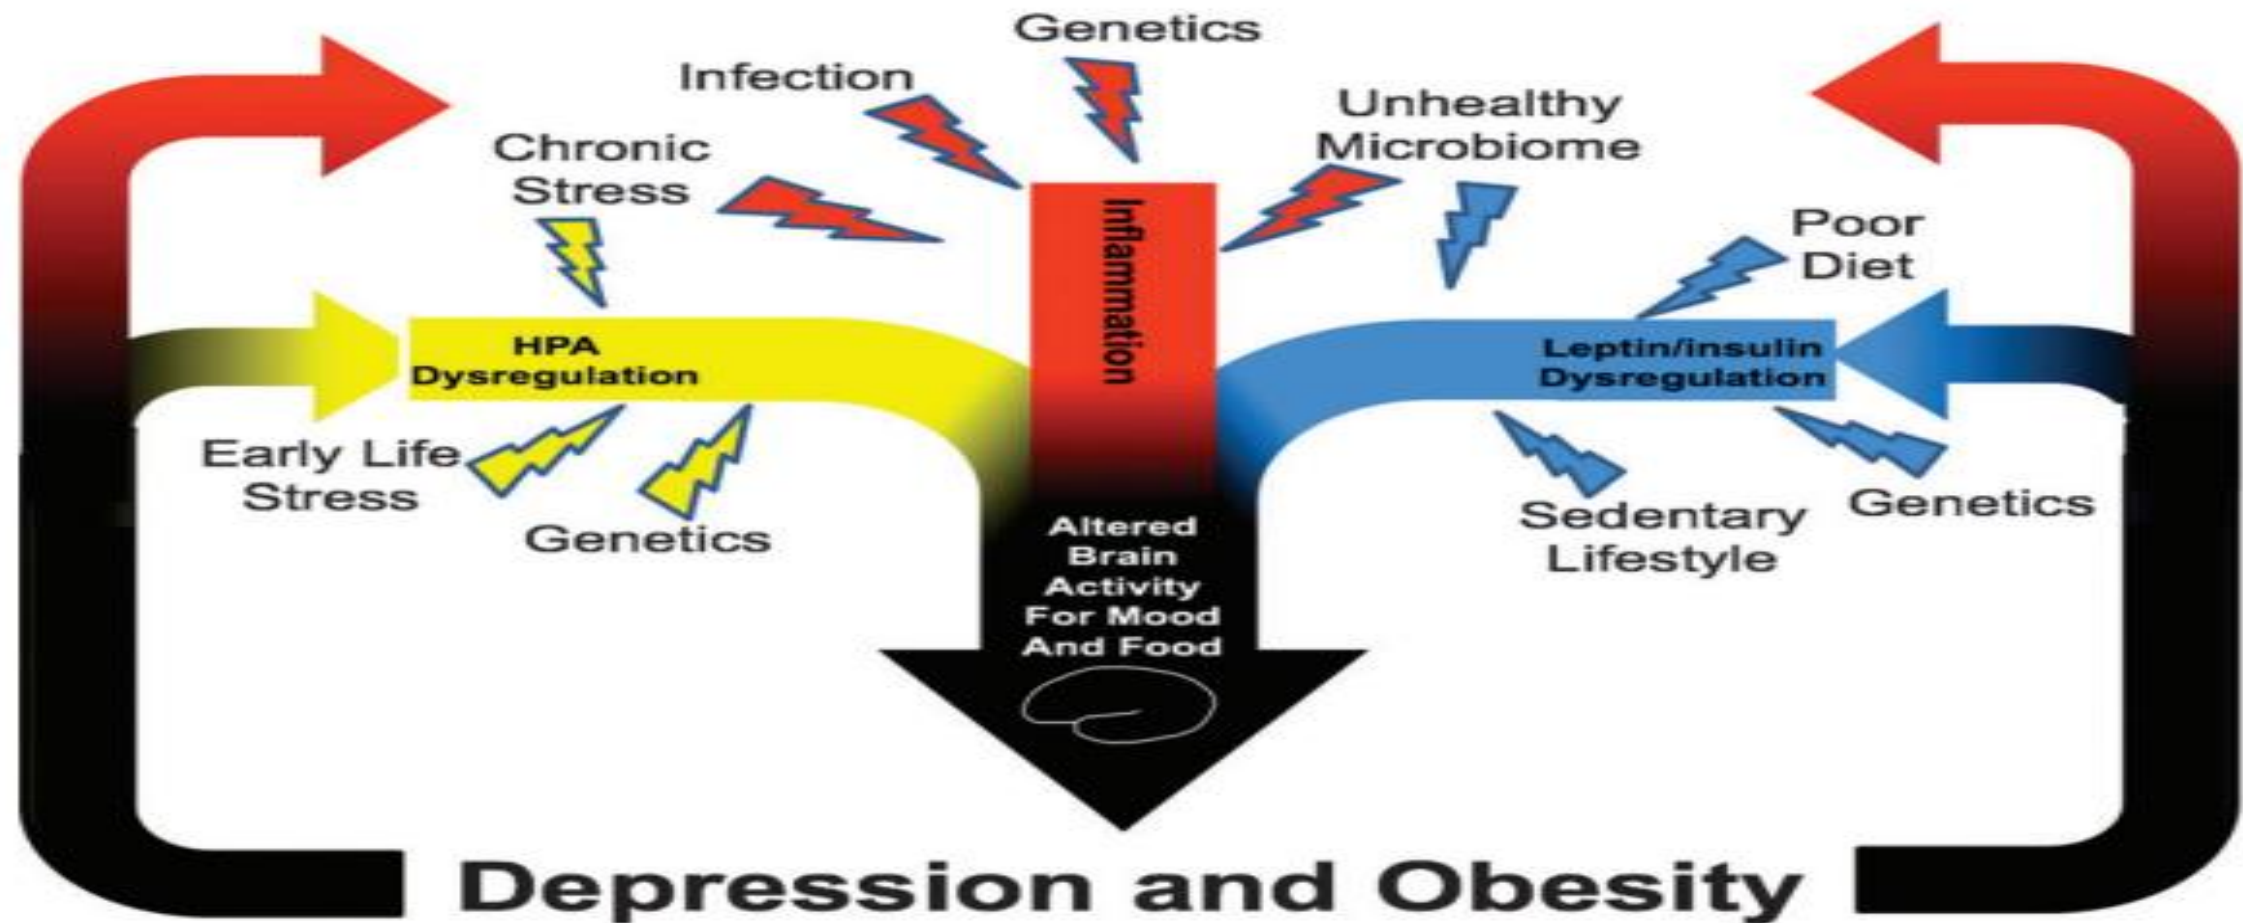 Genetics
Infection
Unhealthy
Microbiome
Chronic
Stress
Inflammation
Poor
Diet
HPA
Dysregulation
Leptin/insulin
Dysregulation
Early Life
Stress
Genetics
Sedentary
Lifestyle
Genetics
Altered
Brain
Activity
For Mood
And Food
Depression and Obesity